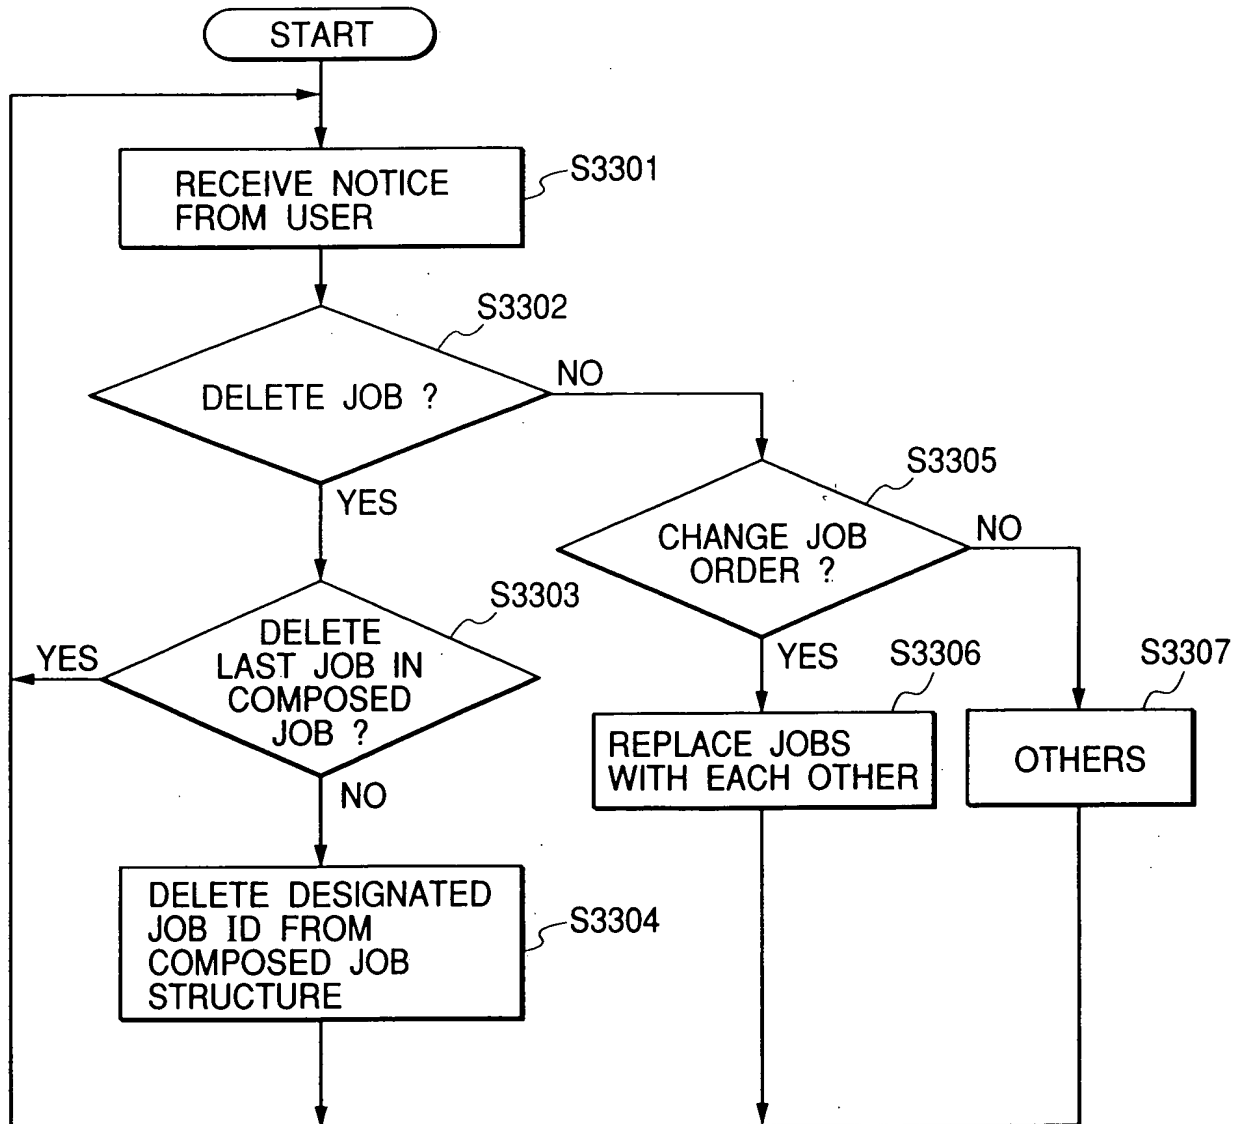 START
RECEIVE NOTICE
FROM USER
S3301
S3302
DELETE JOB ?
NO
YES
S3305
CHANGE JOB
ORDER ?
NO
YES
S3303
DELETE
LAST JOB IN
COMPOSED
JOB ?
YES
NO
S3306
REPLACE JOBS
WITH EACH OTHER
S3307
OTHERS
DELETE DESIGNATED
JOB ID FROM
COMPOSED JOB
STRUCTURE
S3304